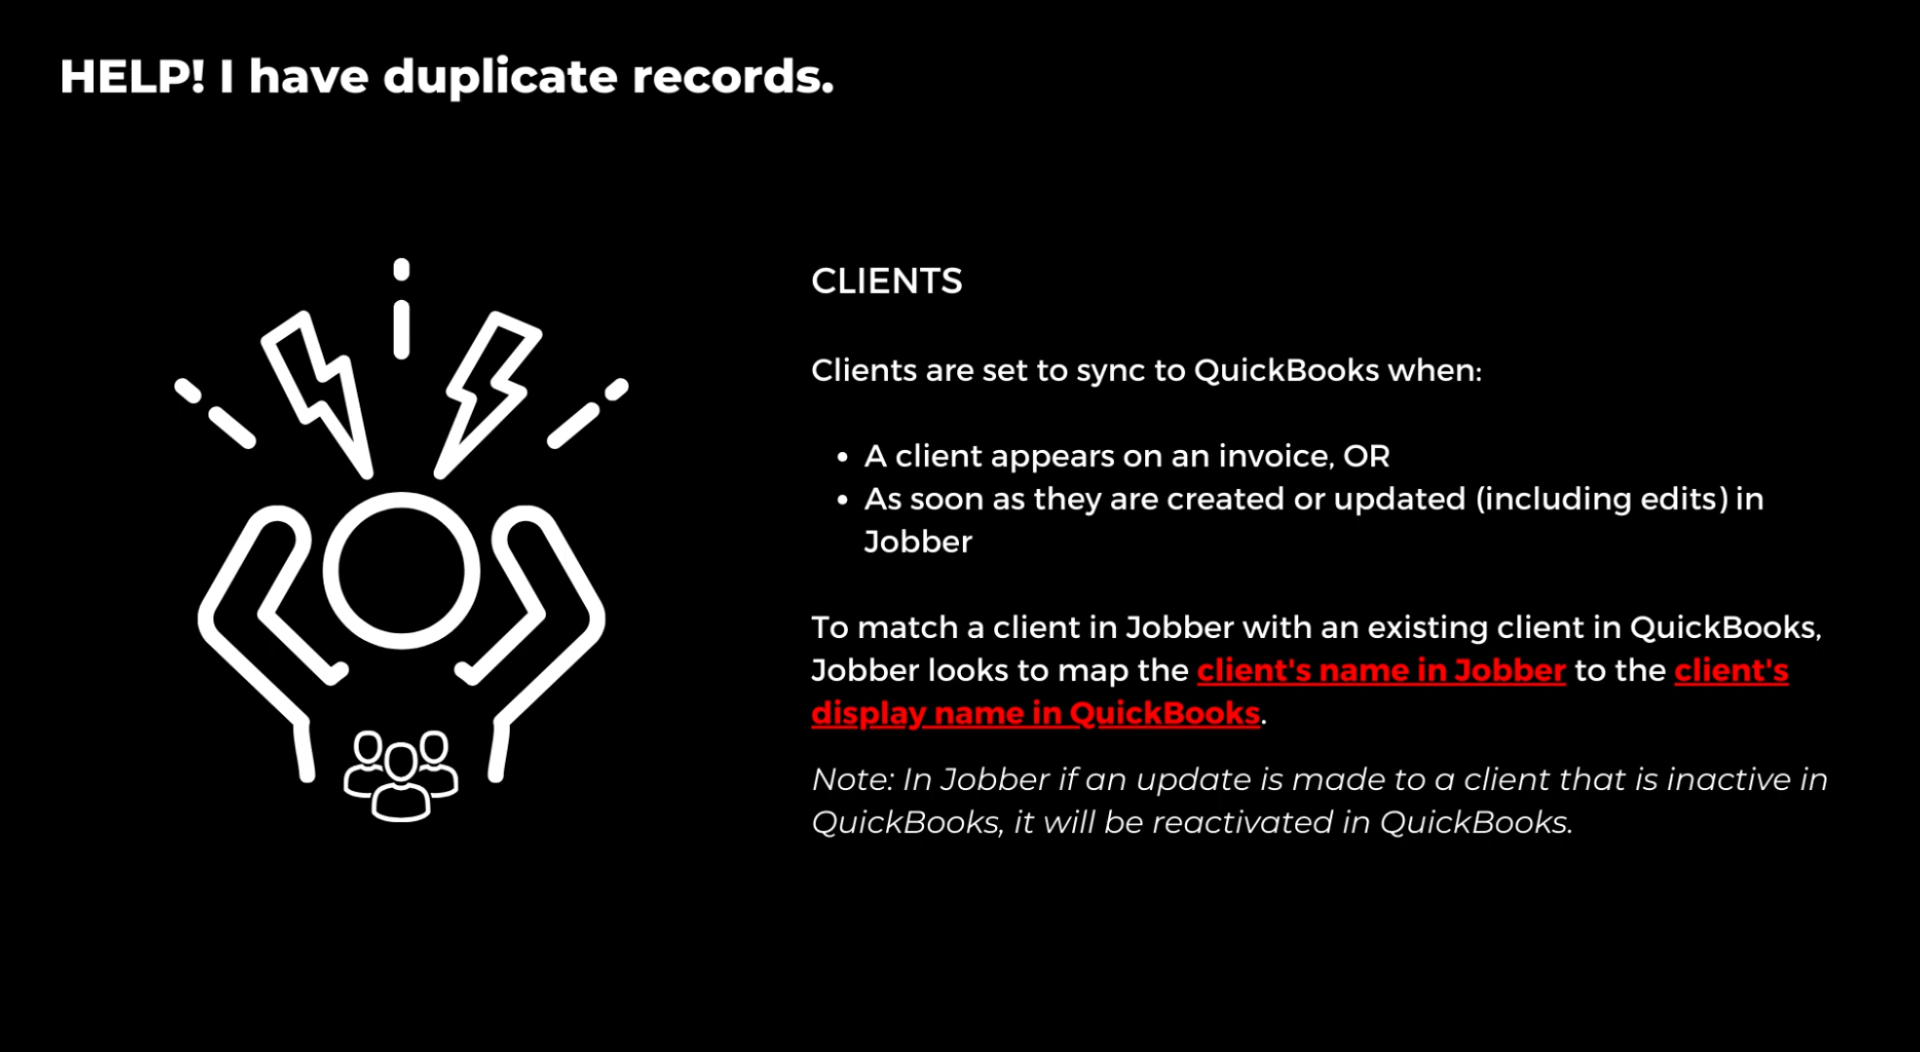 HELP! I have duplicate records.
CLIENTS
Clients are set to sync to QuickBooks when:
• A client appears on an invoice, OR
• As soon as they are created or updated (including edits) in
Jobber
To match a client in Jobber with an existing client in QuickBooks,
Jobber looks to map the client's name in Jobber to the client's
display name in QuickBooks.
Note: In Jobber if an update is made to a client that is inactive in
QuickBooks, it will be reactivated in QuickBooks.